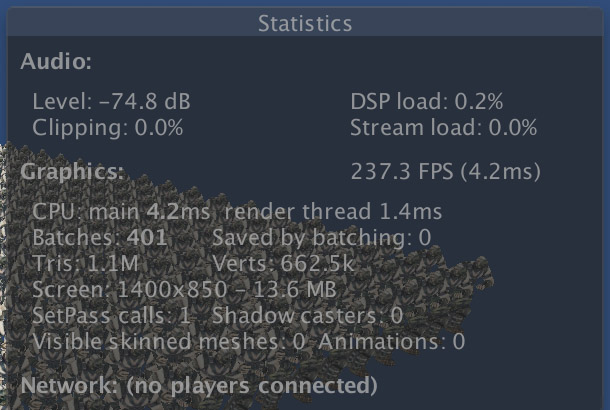 Statistics
Audio:
Level: -74.8 dB DSP load: 0.2%
Clipping: 0.0% Stream load: 0.0%
Graphics: 237.3 FPS (4.2ms)
CPU: main 4.2ms render thread 1.4ms
Batches: 401 Saved by batching: 0
Tris: 1.1M Verts: 662.5k
Screen: 1400x850 - 13.6 MB
SetPass calls: 1 Shadow casters: 0
Visible skinned meshes: 0 Animations: 0
Network: (no players connected)